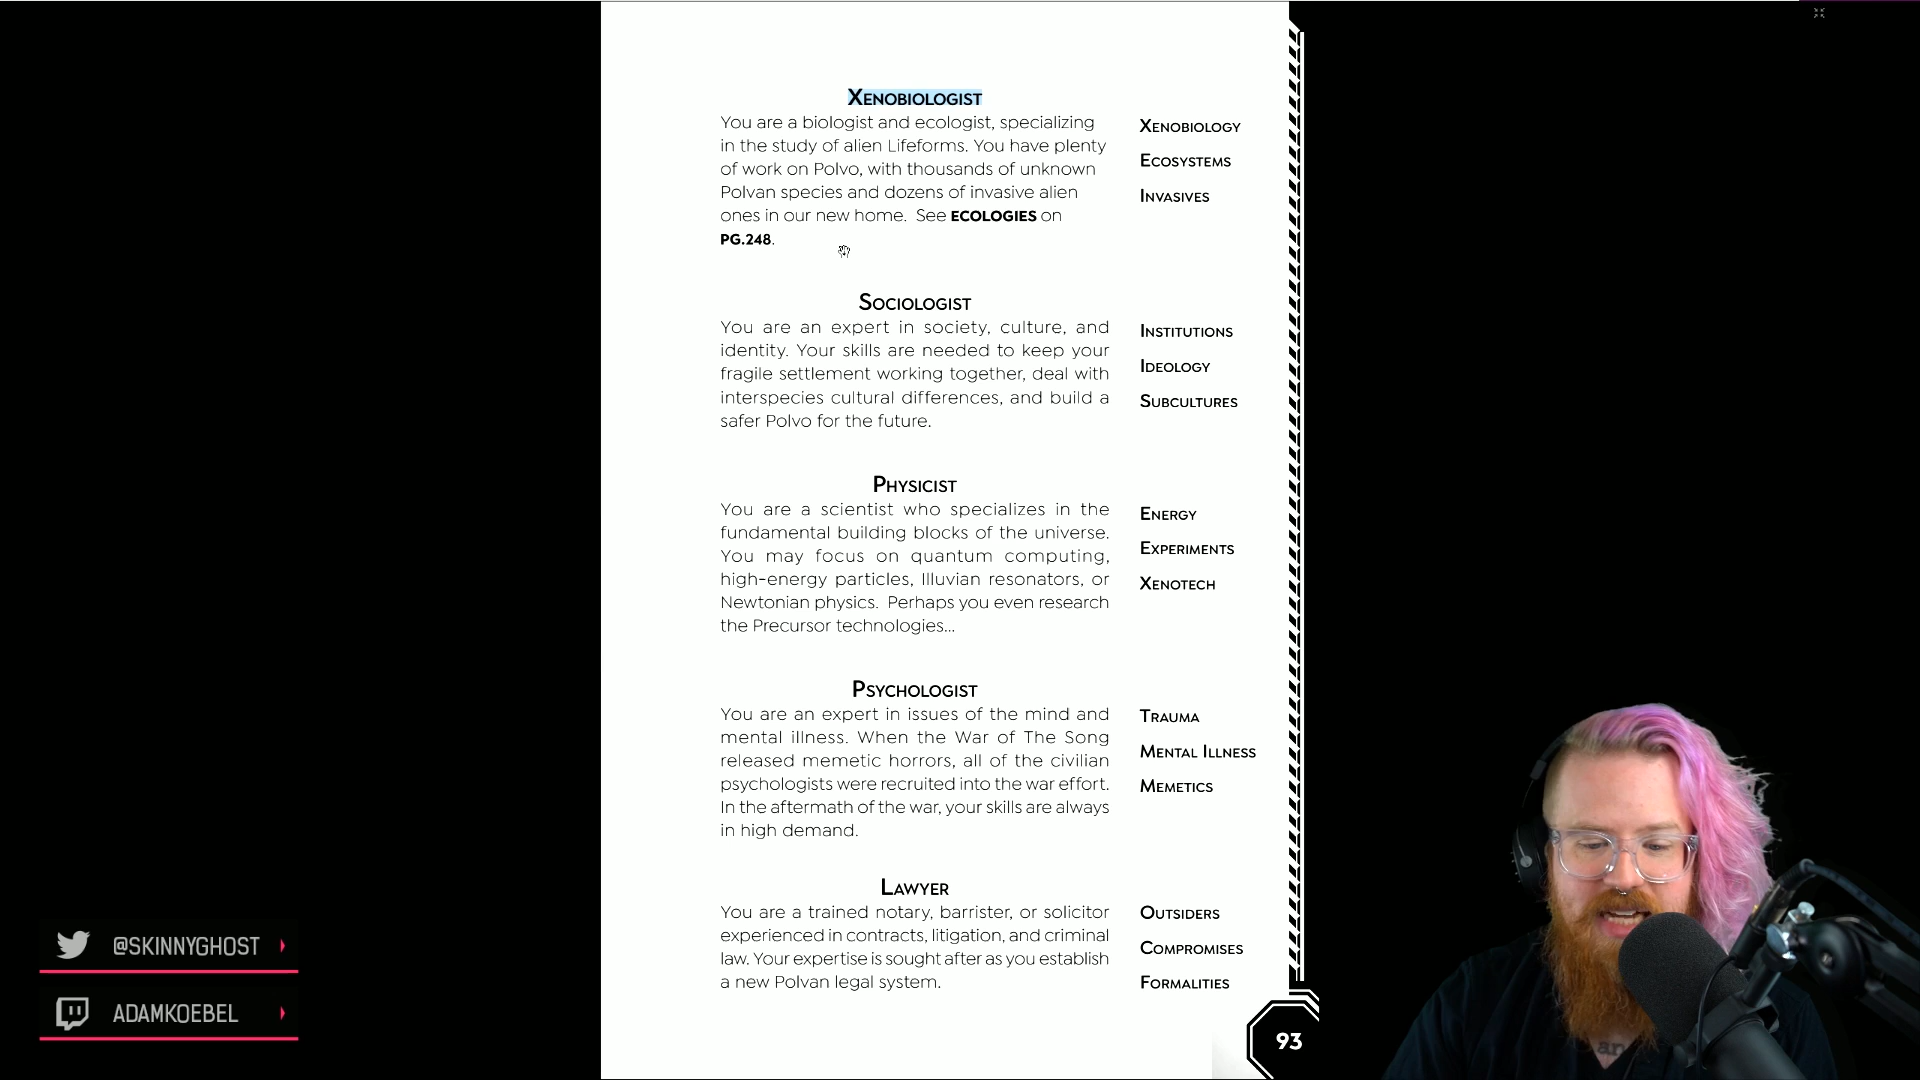 Xenobiologist
You are a biologist and ecologist, specializing
in the study of alien Lifeforms. You have plenty
of work on Polvo, with thousands of unknown
Polvan species and dozens of invasive alien
ones in our new home.  See ECOLOGIES on
PG.248.
Xenobiology
Ecosystems
Invasives
Sociologist
You are an expert in society, culture, and
identity. Your skills are needed to keep your
fragile settlement working together, deal with
interspecies cultural differences, and build a
safer Polvo for the future.
Institutions
Ideology
Subcultures
Physicist
You are a scientist who specializes in the
fundamental building blocks of the universe.
You may focus on quantum computing,
high-energy particles, Illuvian resonators, or
Newtonian physics.  Perhaps you even research
the Precursor technologies...
Energy
Experiments
Xenotech
Psychologist
You are an expert in issues of the mind and
mental illness. When the War of The Song
released memetic horrors, all of the civilian
psychologists were recruited into the war effort.
In the aftermath of the war, your skills are always
in high demand.
Trauma
Mental Illness
Memetics
Lawyer
You are a trained notary, barrister, or solicitor
experienced in contracts, litigation, and criminal
law. Your expertise is sought after as you establish
a new Polvan legal system.
Outsiders
Compromises
Formalities
93
@SKINNYGHOST
ADAMKOEBEL